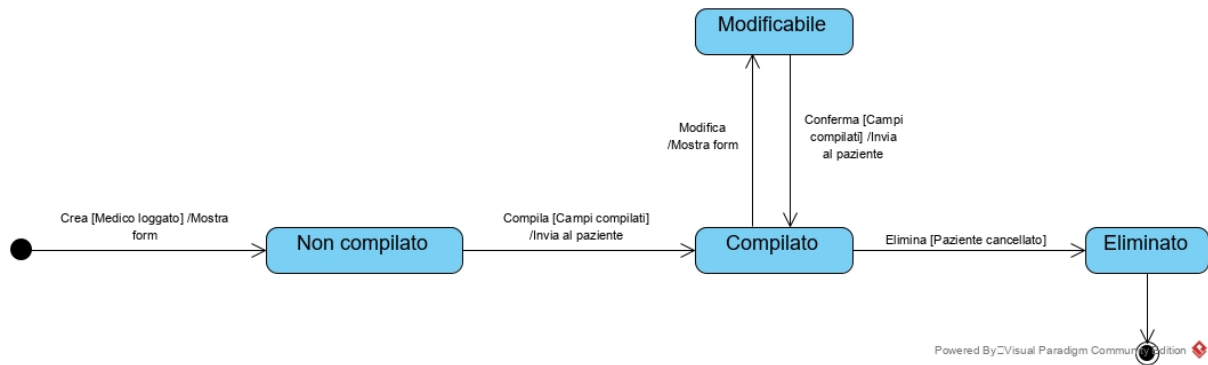 Modificabile
Modifica
/Mostra form
Conferma [Campi
compilati] /Invia
al paziente
Crea [Medico loggato] /Mostra
form
Non compilato
Compila [Campi compilati]
/Invia al paziente
Compilato
Elimina [Paziente cancellato]
Eliminato
Powered By□Visual Paradigm Community Edition